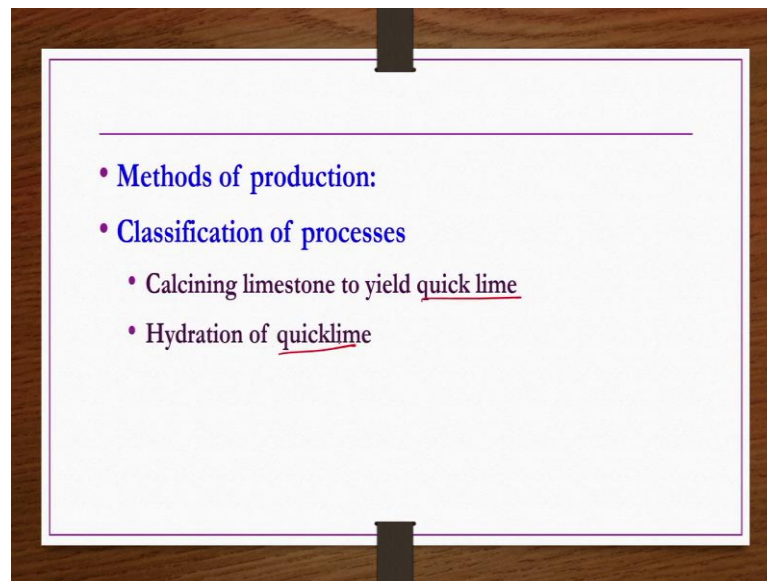 • Methods of production:
• Classification of processes
• Calcining limestone to yield quick lime
• Hydration of quicklime